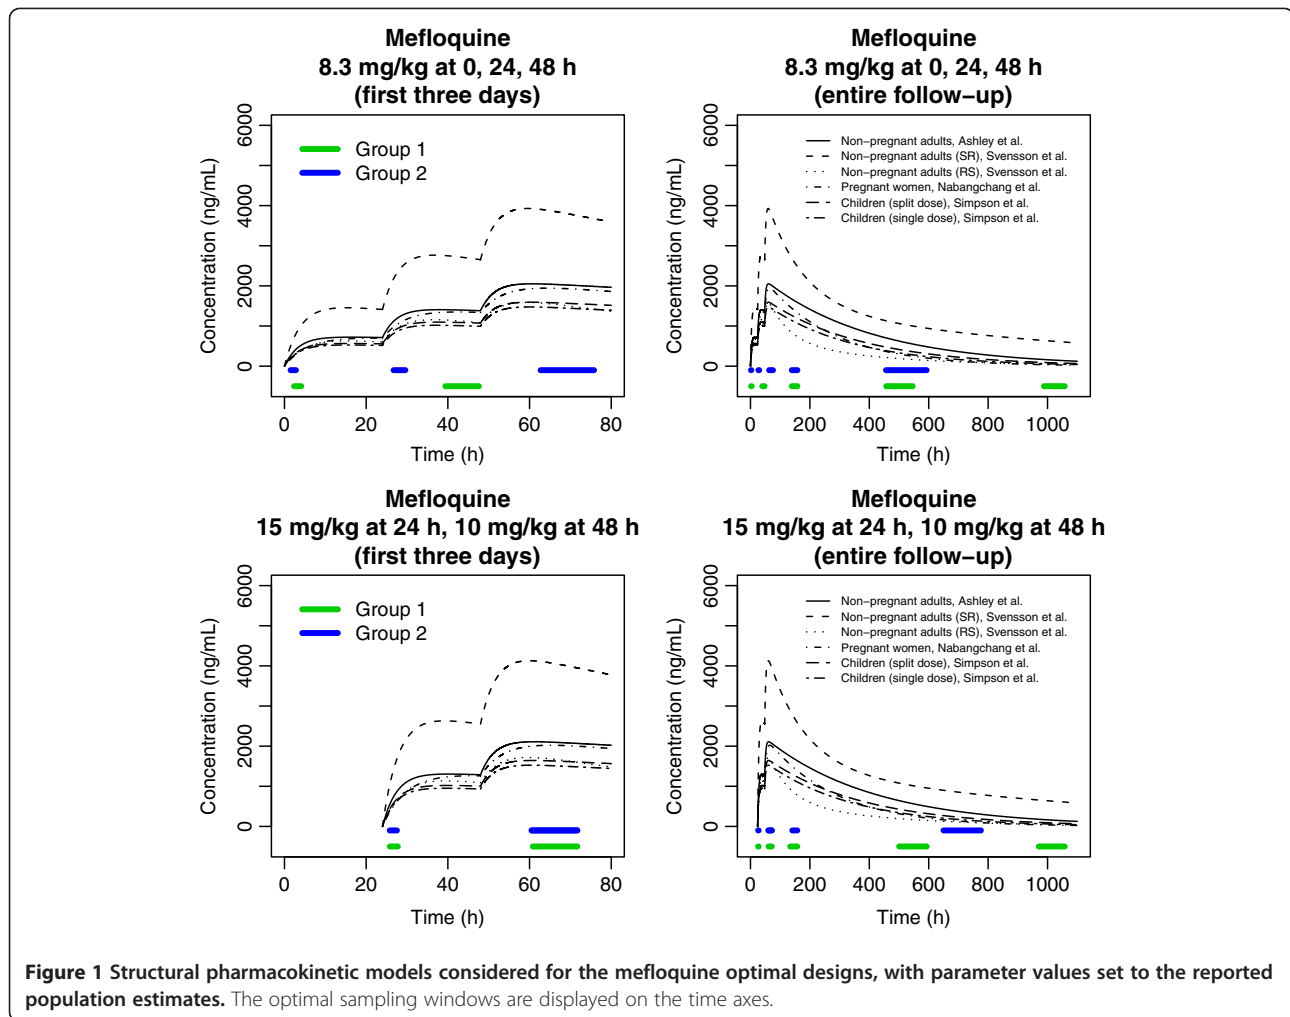 Mefloquine
8.3 mg/kg at 0, 24, 48 h
(first three days)
Concentration (ng/mL)
0 2000 4000 6000
Group 1
Group 2
0 20 40 60 80
Time (h)
Mefloquine
8.3 mg/kg at 0, 24, 48 h
(entire follow−up)
Concentration (ng/mL)
0 2000 4000 6000
Non−pregnant adults, Ashley et al.
Non−pregnant adults (SR), Svensson et al.
Non−pregnant adults (RS), Svensson et al.
Pregnant women, Nabangchang et al.
Children (split dose), Simpson et al.
Children (single dose), Simpson et al.
0 200 400 600 800 1000
Time (h)
Mefloquine
15 mg/kg at 24 h, 10 mg/kg at 48 h
(first three days)
Concentration (ng/mL)
0 2000 4000 6000
Group 1
Group 2
0 20 40 60 80
Time (h)
Mefloquine
15 mg/kg at 24 h, 10 mg/kg at 48 h
(entire follow−up)
Concentration (ng/mL)
0 2000 4000 6000
Non−pregnant adults, Ashley et al.
Non−pregnant adults (SR), Svensson et al.
Non−pregnant adults (RS), Svensson et al.
Pregnant women, Nabangchang et al.
Children (split dose), Simpson et al.
Children (single dose), Simpson et al.
0 200 400 600 800 1000
Time (h)
Figure 1 Structural pharmacokinetic models considered for the mefloquine optimal designs, with parameter values set to the reported
population estimates. The optimal sampling windows are displayed on the time axes.